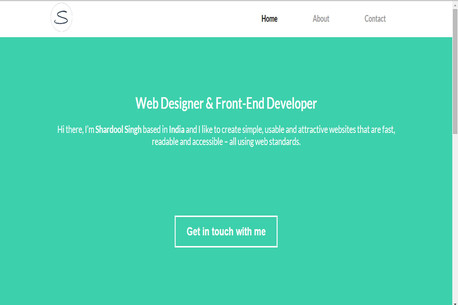 S
Home About Contact
Web Designer & Front-End Developer
Hi there, I'm Shardool Singh based in India and I like to create simple, usable and attractive websites that are fast,
readable and accessible – all using web standards.
Get in touch with me